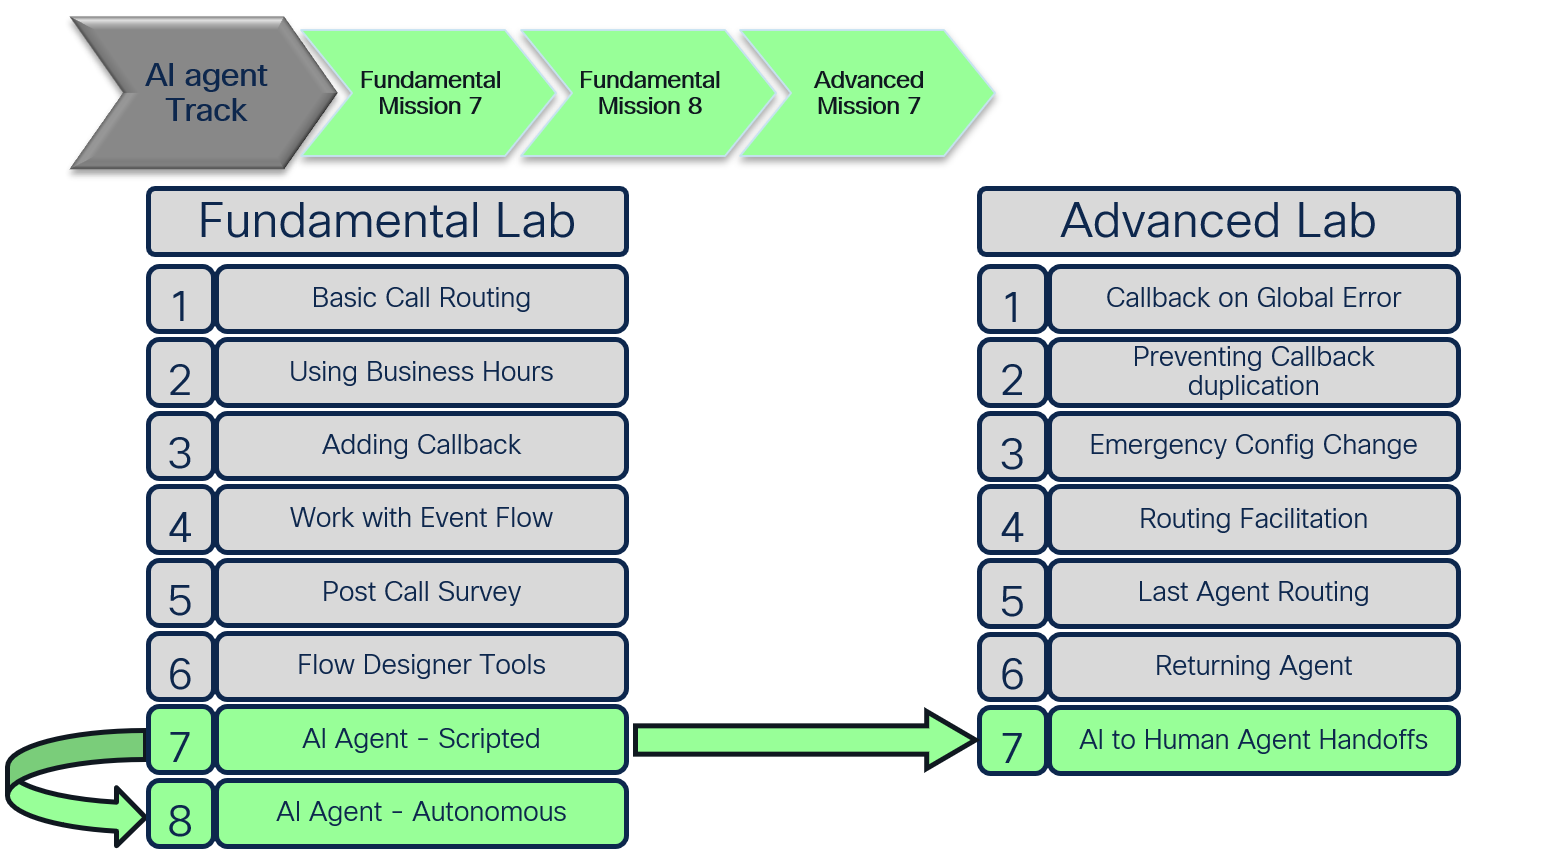 AI agent
Track
Fundamental
Mission 7
Fundamental
Mission 8
Advanced
Mission 7
Fundamental Lab
1 Basic Call Routing
2 Using Business Hours
3 Adding Callback
4 Work with Event Flow
5 Post Call Survey
6 Flow Designer Tools
7 AI Agent - Scripted
8 AI Agent - Autonomous
Advanced Lab
1 Callback on Global Error
2 Preventing Callback
duplication
3 Emergency Config Change
4 Routing Facilitation
5 Last Agent Routing
6 Returning Agent
7 AI to Human Agent Handoffs